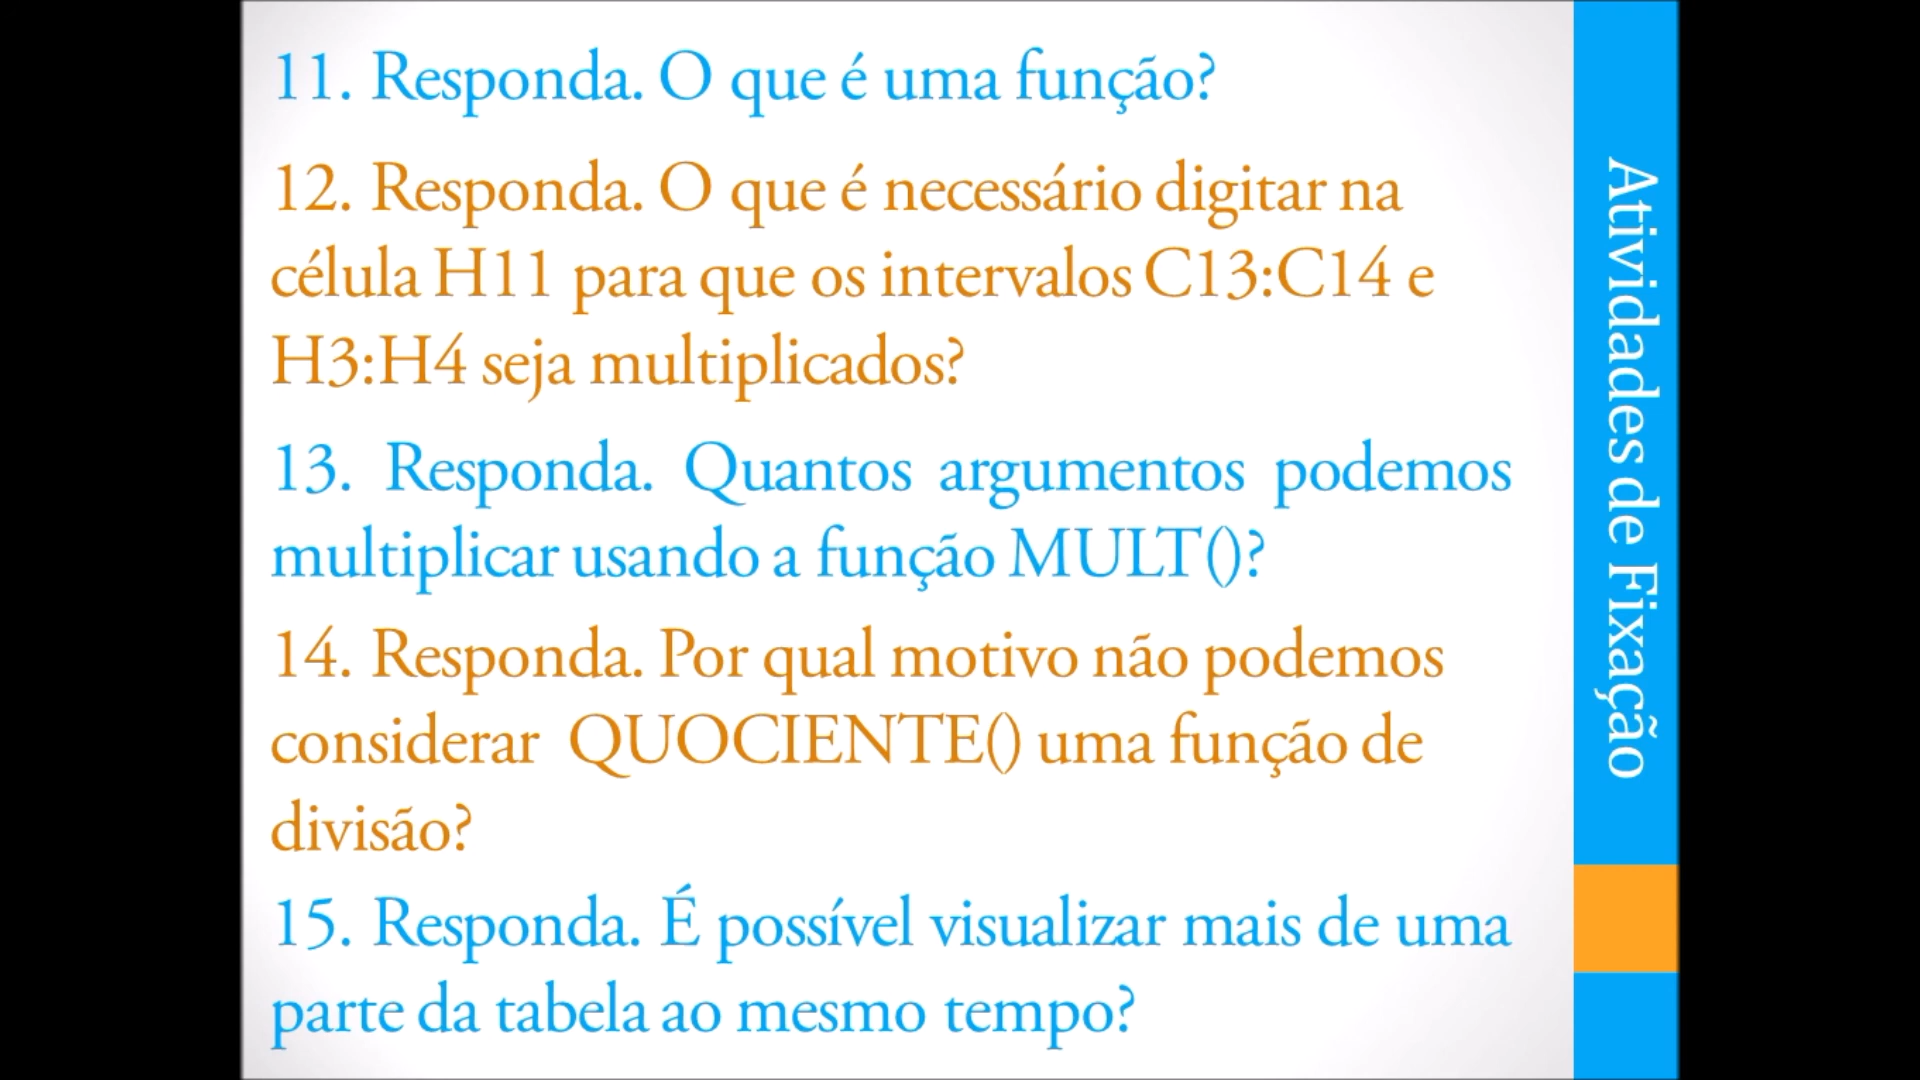 11. Responda. O que é uma função?
12. Responda. O que é necessário digitar na
célula H11 para que os intervalos C13:C14 e
H3:H4 seja multiplicados?
13. Responda. Quantos argumentos podemos
multiplicar usando a função MULT()?
14. Responda. Por qual motivo não podemos
considerar QUOCIENTE() uma função de
divisão?
15. Responda. É possível visualizar mais de uma
parte da tabela ao mesmo tempo?
Atividades de Fixação